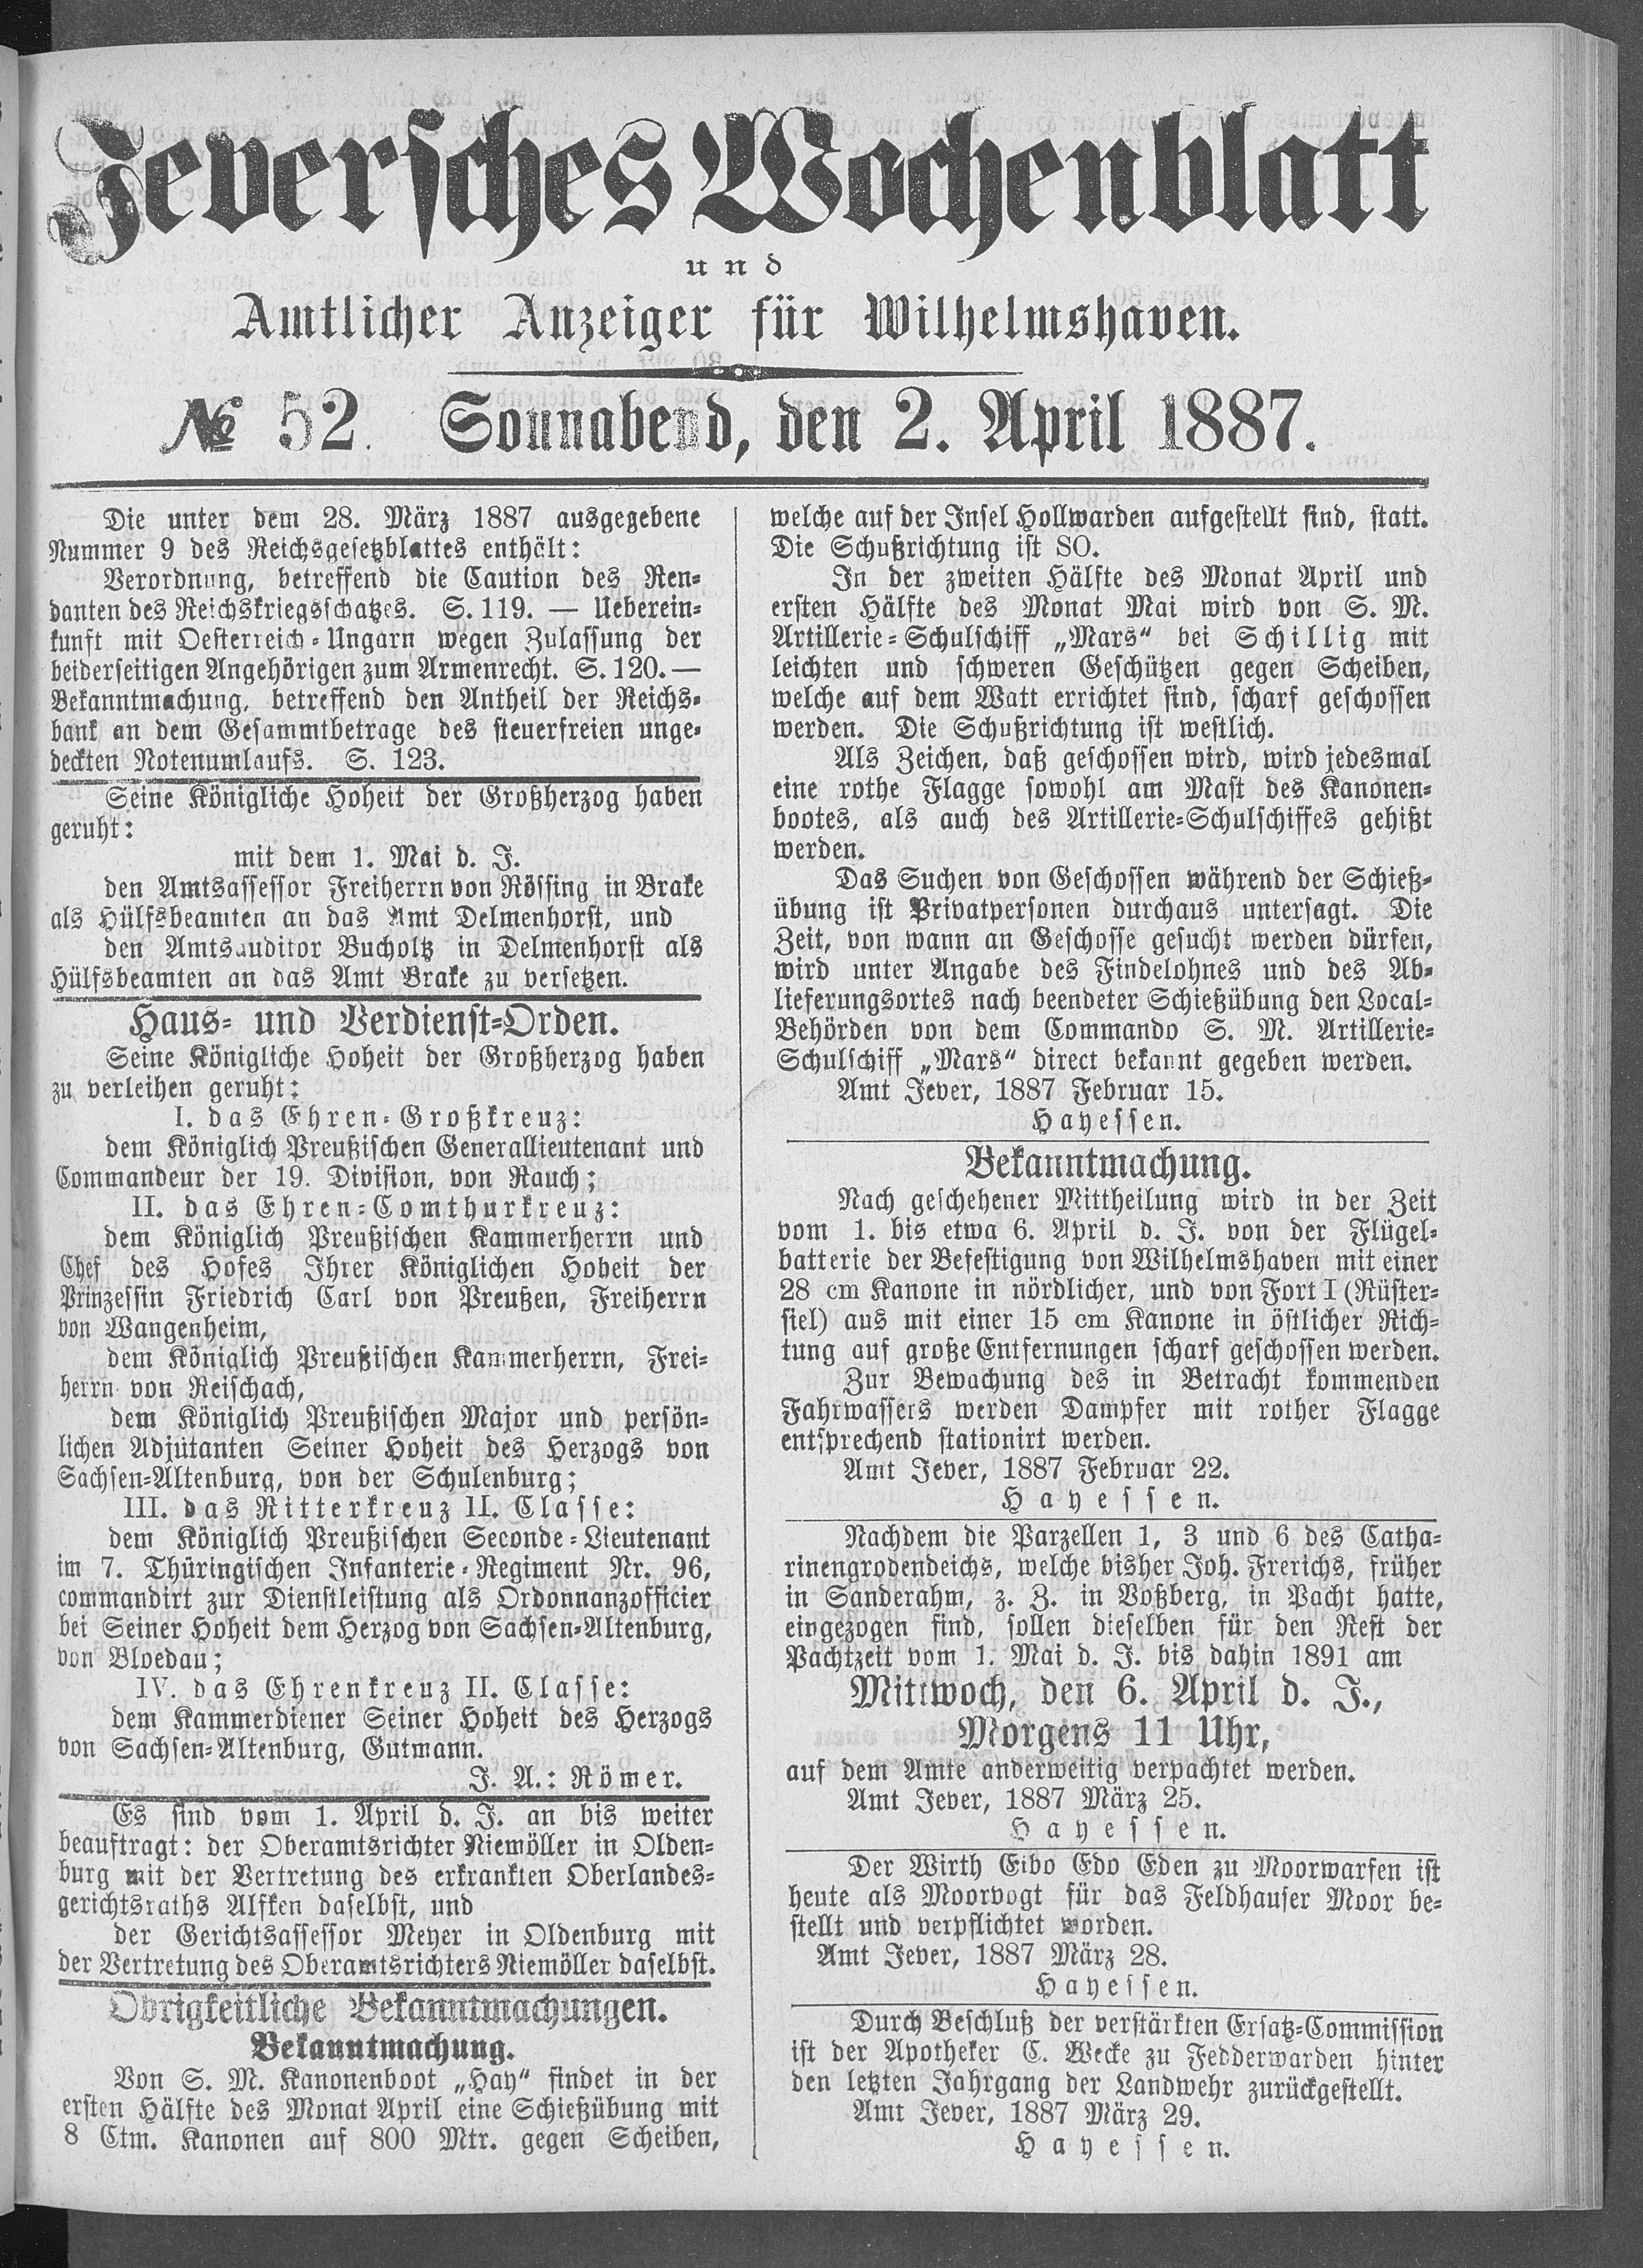 Jeversches Wochenblatt
und
Amtlicher Anzeiger für Wilhelmshaven.
№ 52. Sonnabend, den 2. April 1887.
Die unter dem 28. März 1887 ausgegebene
Nummer 9 des Reichsgesetzblattes enthält:
Verordnung, betreffend die Caution des Ren-
danten des Reichskriegsschatzes. S. 119. — Ueberein-
kunft mit Oesterreich-Ungarn wegen Zulassung der
beiderseitigen Angehörigen zum Armenrecht. S. 120. —
Bekanntmachung, betreffend den Antheil der Reichs-
bank an dem Gesammtbetrage des steuerfreien unge-
deckten Notenumlaufs. S. 123.
Seine Königliche Hoheit der Großherzog haben
geruht:
mit dem 1. Mai d. J.
den Amtsassessor Freiherrn von Rössing in Brake
als Hülfsbeamten an das Amt Delmenhorst, und
den Amtsauditor Bucholtz in Delmenhorst als
Hülfsbeamten an das Amt Brake zu versetzen.
Haus- und Verdienst-Orden.
Seine Königliche Hoheit der Großherzog haben
zu verleihen geruht:
I. das Ehren-Großkreuz:
dem Königlich Preußischen Generallieutenant und
Commandeur der 19. Division, von Rauch;
II. das Ehren-Comthurkreuz:
dem Königlich Preußischen Kammerherrn und
Chef des Hofes Ihrer Königlichen Hoheit der
Prinzessin Friedrich Carl von Preußen, Freiherrn
von Wangenheim,
dem Königlich Preußischen Kammerherrn, Frei-
herrn von Reischach,
dem Königlich Preußischen Major und persön-
lichen Adjutanten Seiner Hoheit des Herzogs von
Sachsen-Altenburg, von der Schulenburg;
III. das Ritterkreuz II. Classe:
dem Königlich Preußischen Seconde-Lieutenant
im 7. Thüringischen Infanterie-Regiment Nr. 96,
commandirt zur Dienstleistung als Ordonnanzofficier
bei Seiner Hoheit dem Herzog von Sachsen-Altenburg,
von Bloedau;
IV. das Ehrenkreuz II. Classe:
dem Kammerdiener Seiner Hoheit des Herzogs
von Sachsen-Altenburg, Gutmann.
J. A.: Römer.
Es sind vom 1. April d. J. an bis weiter
beauftragt: der Oberamtsrichter Niemöller in Olden-
burg mit der Vertretung des erkrankten Oberlandes-
gerichtsraths Alfken daselbst, und
der Gerichtsassessor Meyer in Oldenburg mit
der Vertretung des Oberamtsrichters Niemöller daselbst.
Obrigkeitliche Bekanntmachungen.
Bekanntmachung.
Von S. M. Kanonenboot „Hay“ findet in der
ersten Hälfte des Monat April eine Schießübung mit
8 Ctm. Kanonen auf 800 Mtr. gegen Scheiben,
welche auf der Insel Hollwarden aufgestellt sind, statt.
Die Schußrichtung ist SO.
In der zweiten Hälfte des Monat April und
ersten Hälfte des Monat Mai wird von S. M.
Artillerie-Schulschiff „Mars“ bei Schillig mit
leichten und schweren Geschützen gegen Scheiben,
welche auf dem Watt errichtet sind, scharf geschossen
werden. Die Schußrichtung ist westlich.
Als Zeichen, daß geschossen wird, wird jedesmal
eine rothe Flagge sowohl am Mast des Kanonen-
bootes, als auch des Artillerie-Schulschiffes gehißt
werden.
Das Suchen von Geschossen während der Schieß-
übung ist Privatpersonen durchaus untersagt. Die
Zeit, von wann an Geschosse gesucht werden dürfen,
wird unter Angabe des Findelohnes und des Ab-
lieferungsortes nach beendeter Schießübung den Local-
Behörden von dem Commando S. M. Artillerie-
Schulschiff „Mars“ direct bekannt gegeben werden.
Amt Jever, 1887 Februar 15.
Hayessen.
Bekanntmachung.
Nach geschehener Mittheilung wird in der Zeit
vom 1. bis etwa 6. April d. J. von der Flügel-
batterie der Befestigung von Wilhelmshaven mit einer
28 cm Kanone in nördlicher, und von Fort I (Rüster-
siel) aus mit einer 15 cm Kanone in östlicher Rich-
tung auf große Entfernungen scharf geschossen werden.
Zur Bewachung des in Betracht kommenden
Fahrwassers werden Dampfer mit rother Flagge
entsprechend stationirt werden.
Amt Jever, 1887 Februar 22.
Hayessen.
Nachdem die Parzellen 1, 3 und 6 des Catha-
rinengrodendeichs, welche bisher Joh. Frerichs, früher
in Sanderahm, z. Z. in Voßberg, in Pacht hatte,
eingezogen sind, sollen dieselben für den Rest der
Pachtzeit vom 1. Mai d. J. bis dahin 1891 am
Mittwoch, den 6. April d. J.,
Morgens 11 Uhr,
auf dem Amte anderweitig verpachtet werden.
Amt Jever, 1887 März 25.
Hayessen.
Der Wirth Eibo Edo Eden zu Moorwarfen ist
heute als Moorvogt für das Feldhauser Moor be-
stellt und verpflichtet worden.
Amt Jever, 1887 März 28.
Hayessen.
Durch Beschluß der verstärkten Ersatz-Commission
ist der Apotheker C. Wecke zu Fedderwarden hinter
den letzten Jahrgang der Landwehr zurückgestellt.
Amt Jever, 1887 März 29.
Hayessen.